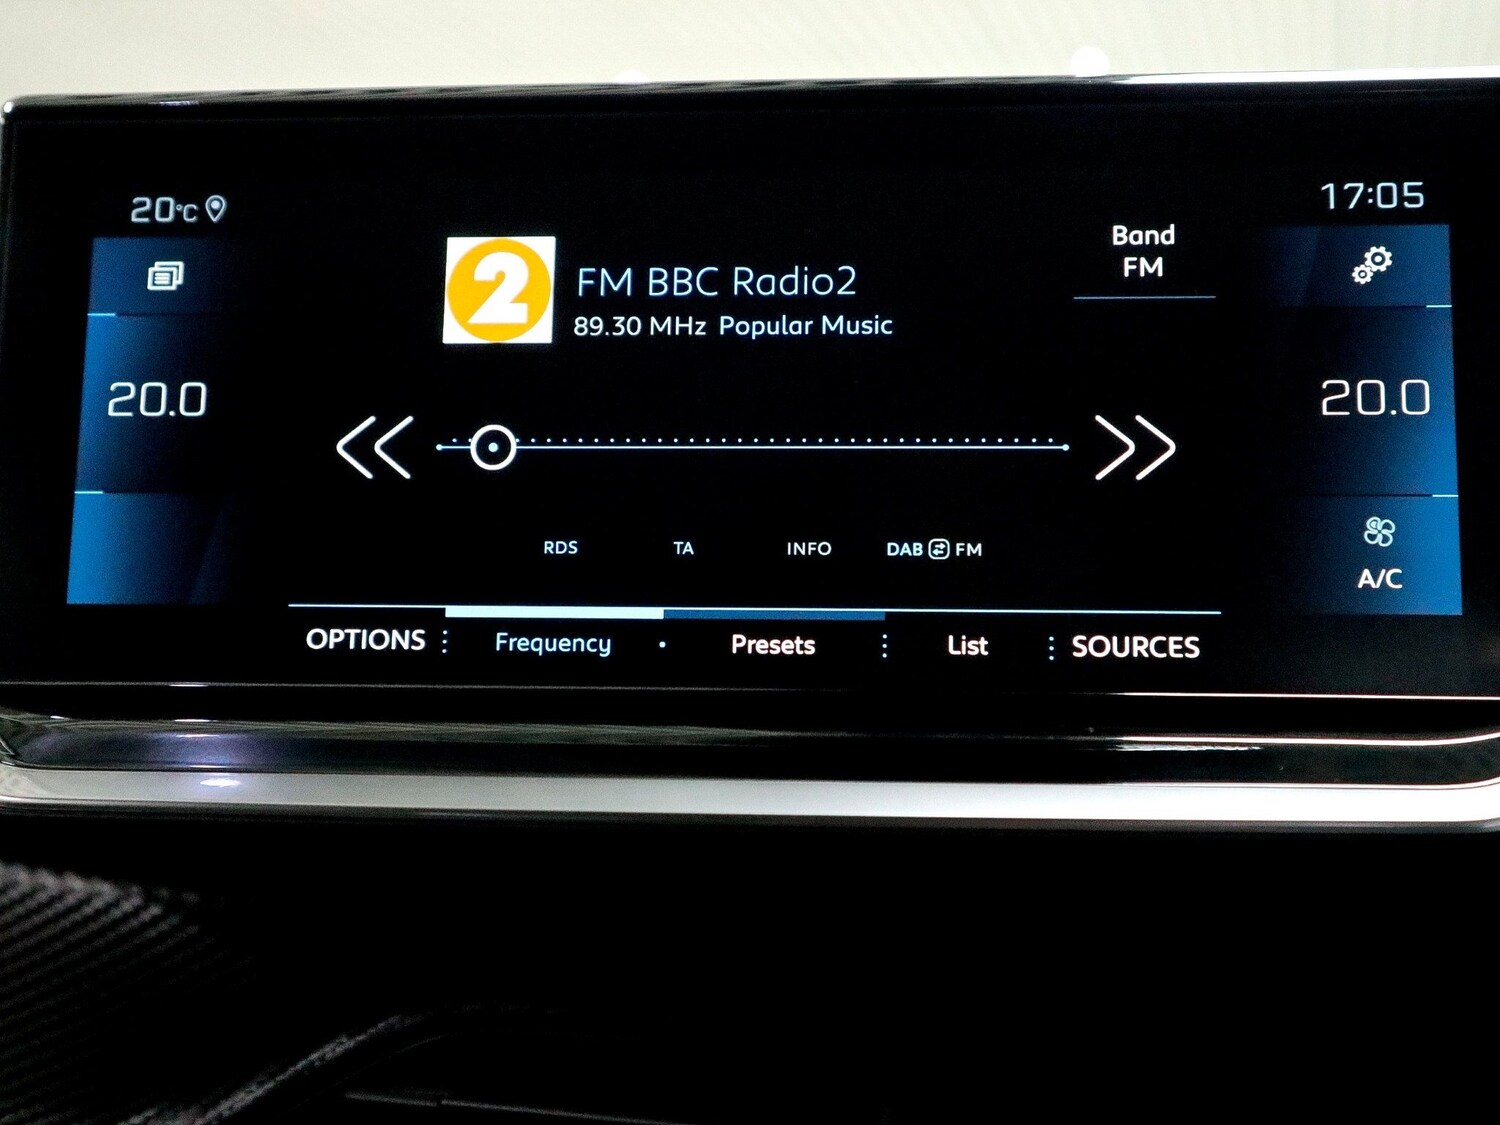 20°C
17:05
Band
FM
2
FM BBC Radio2
89.30 MHz Popular Music
20.0
20.0
RDS TA INFO DAB FM
A/C
OPTIONS Frequency Presets List SOURCES